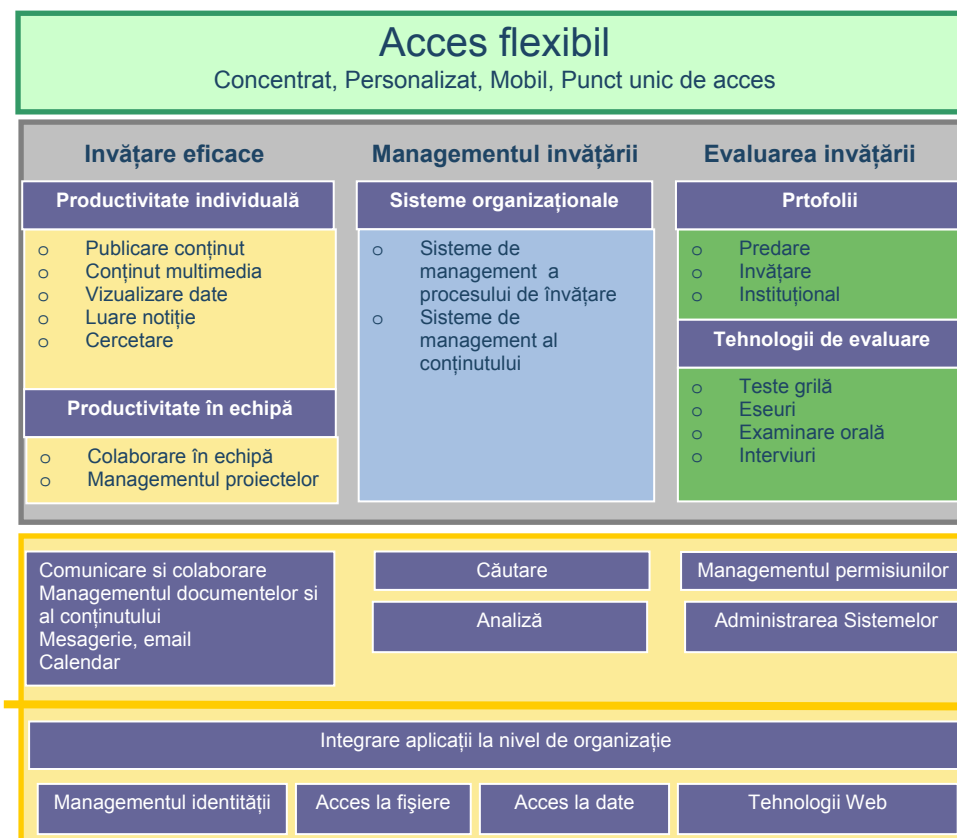 Acces flexibil
Concentrat, Personalizat, Mobil, Punct unic de acces
Invățare eficace
Productivitate individuală
o Publicare conținut
o Conținut multimedia
o Vizualizare date
o Luare notiție
o Cercetare
Productivitate în echipă
o Colaborare în echipă
o Managementul proiectelor
Managementul invățării
Sisteme organizaționale
o Sisteme de
management a
procesului de învățare
o Sisteme de
management al
conținutului
Evaluarea invățării
Prtofolii
o Predare
o Invățare
o Instituțional
Tehnologii de evaluare
o Teste grilă
o Eseuri
o Examinare orală
o Interviuri
Comunicare si colaborare
Managementul documentelor si
al conținutului
Mesagerie, email
Calendar
Căutare
Analiză
Managementul permisiunilor
Administrarea Sistemelor
Integrare aplicații la nivel de organizație
Managementul identității
Acces la fişiere
Acces la date
Tehnologii Web